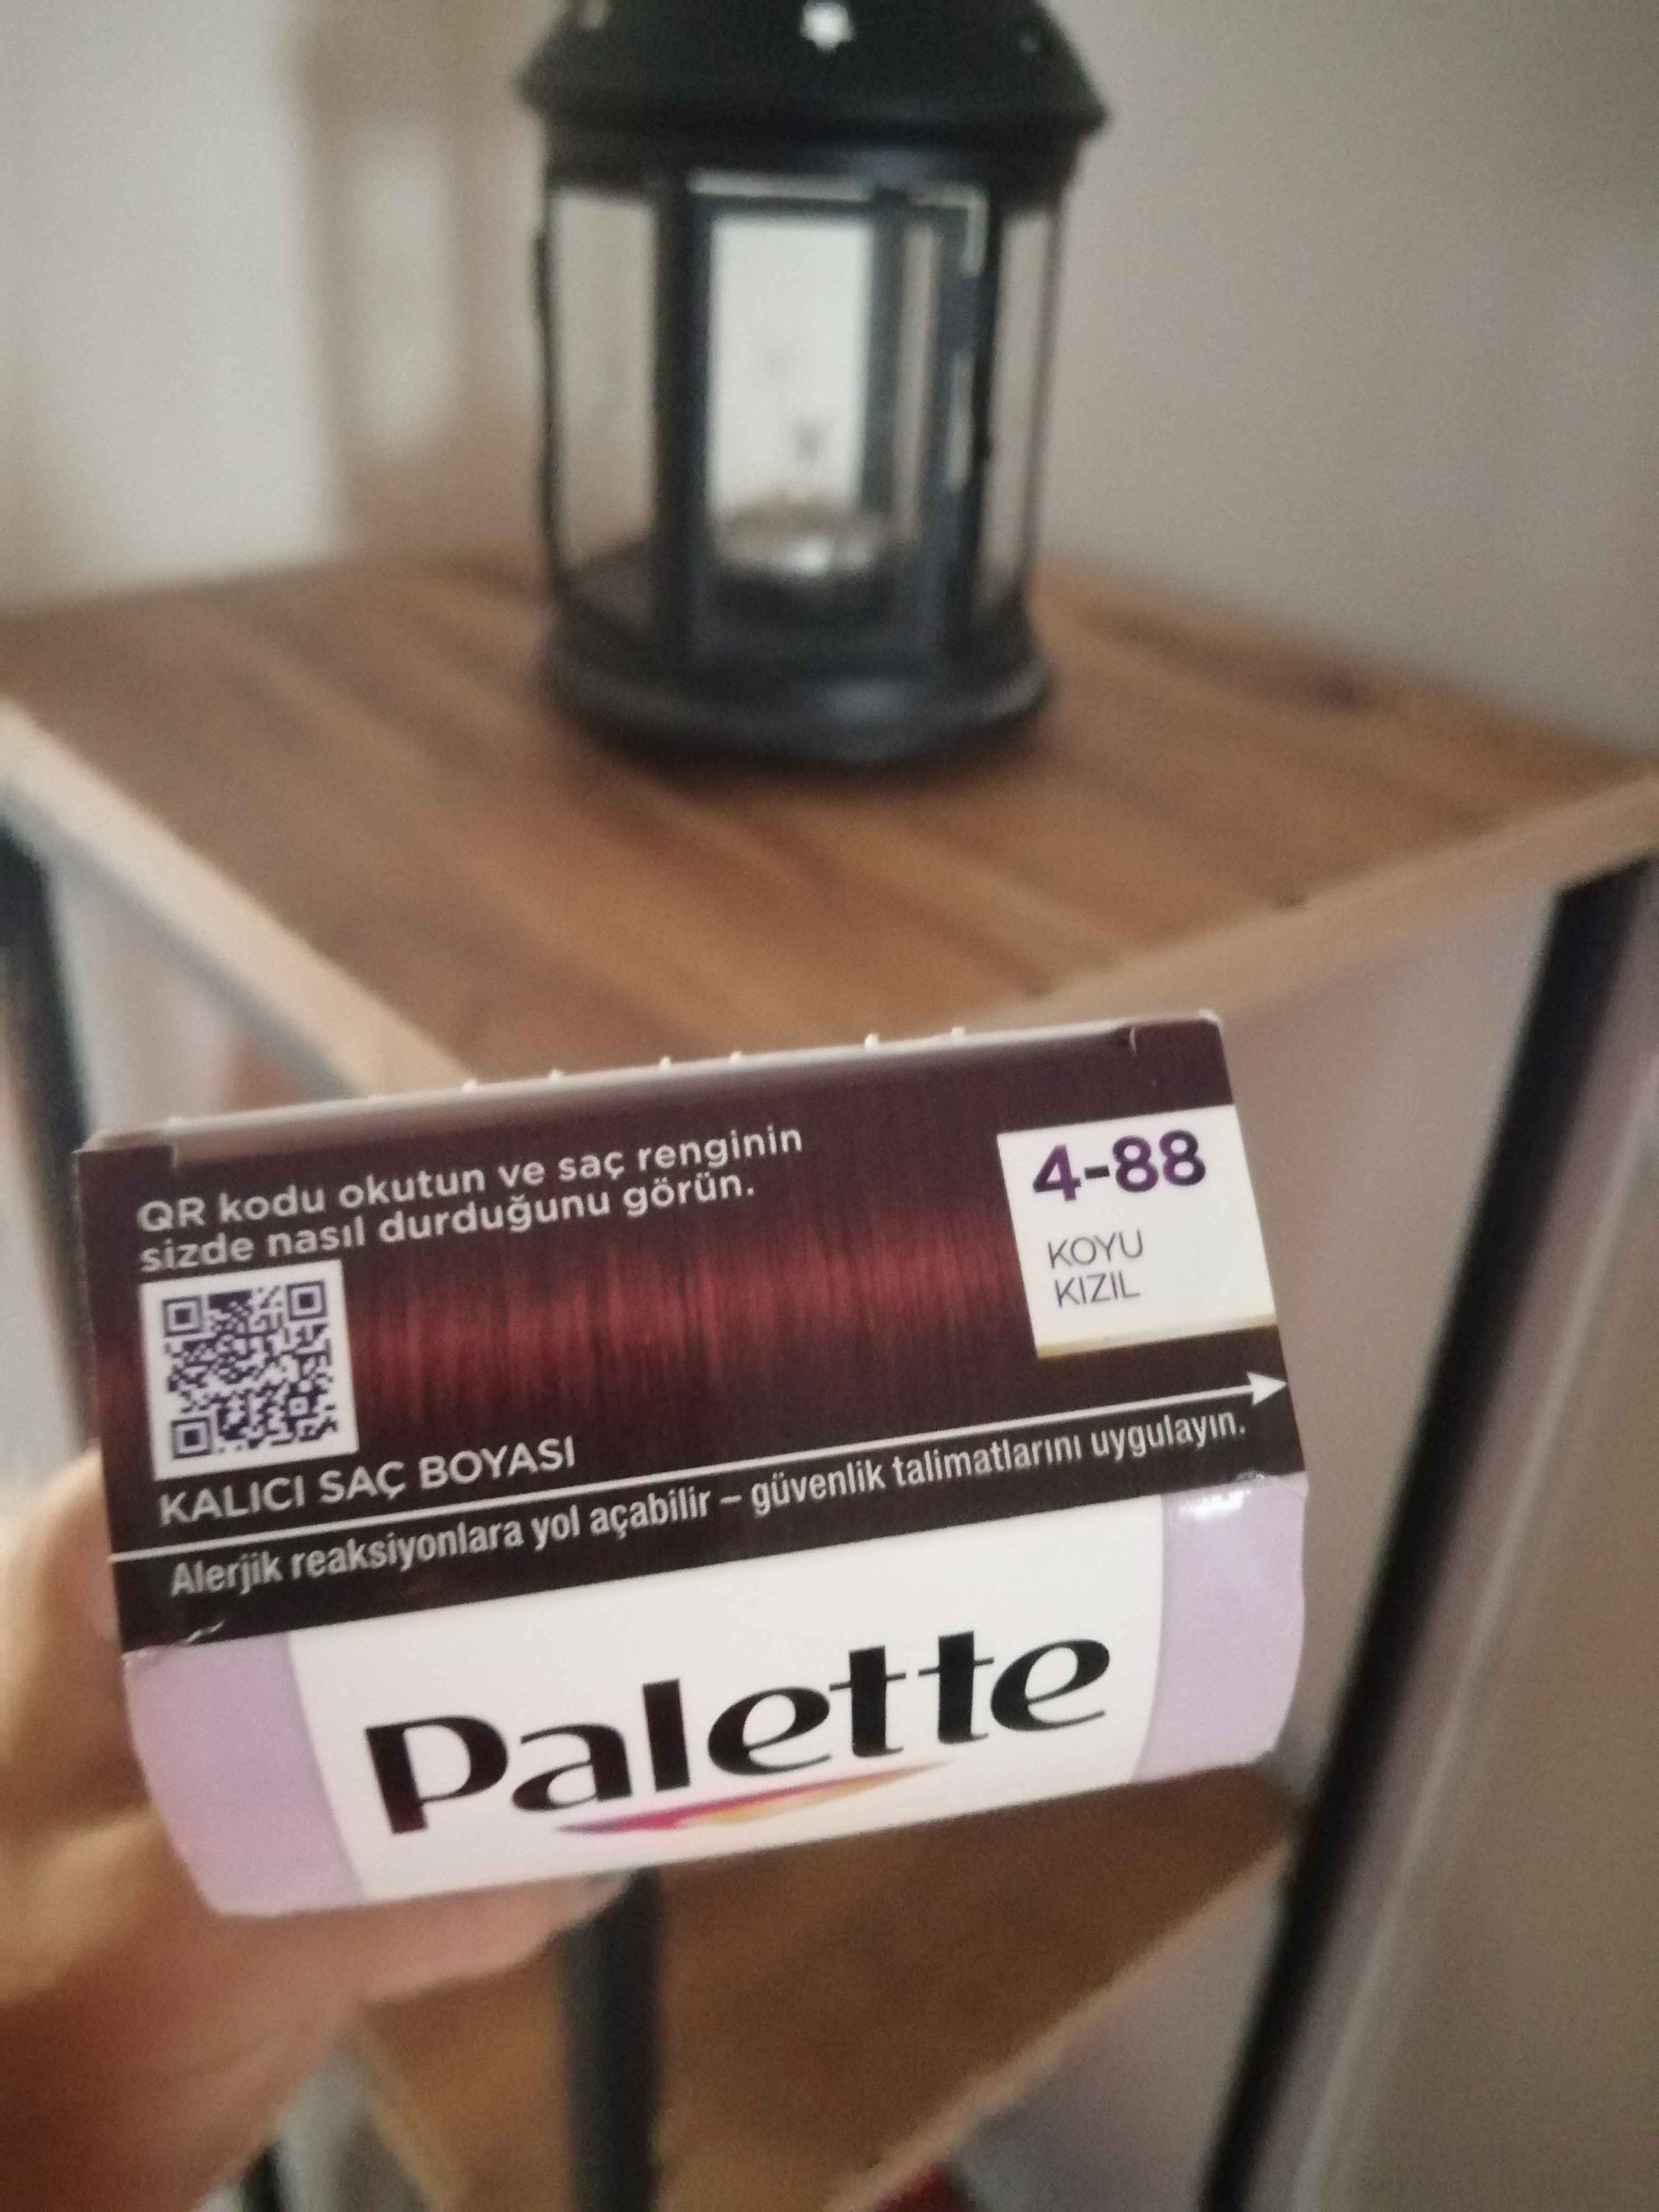 QR kodu okutun ve saç renginin
sizde nasıl durduğunu görün.
4-88
KOYU
KIZIL
KALICI SAÇ BOYASI
Alerjik reaksiyonlara yol açabilir – güvenlik talimatlarını uygulayın.
Palette